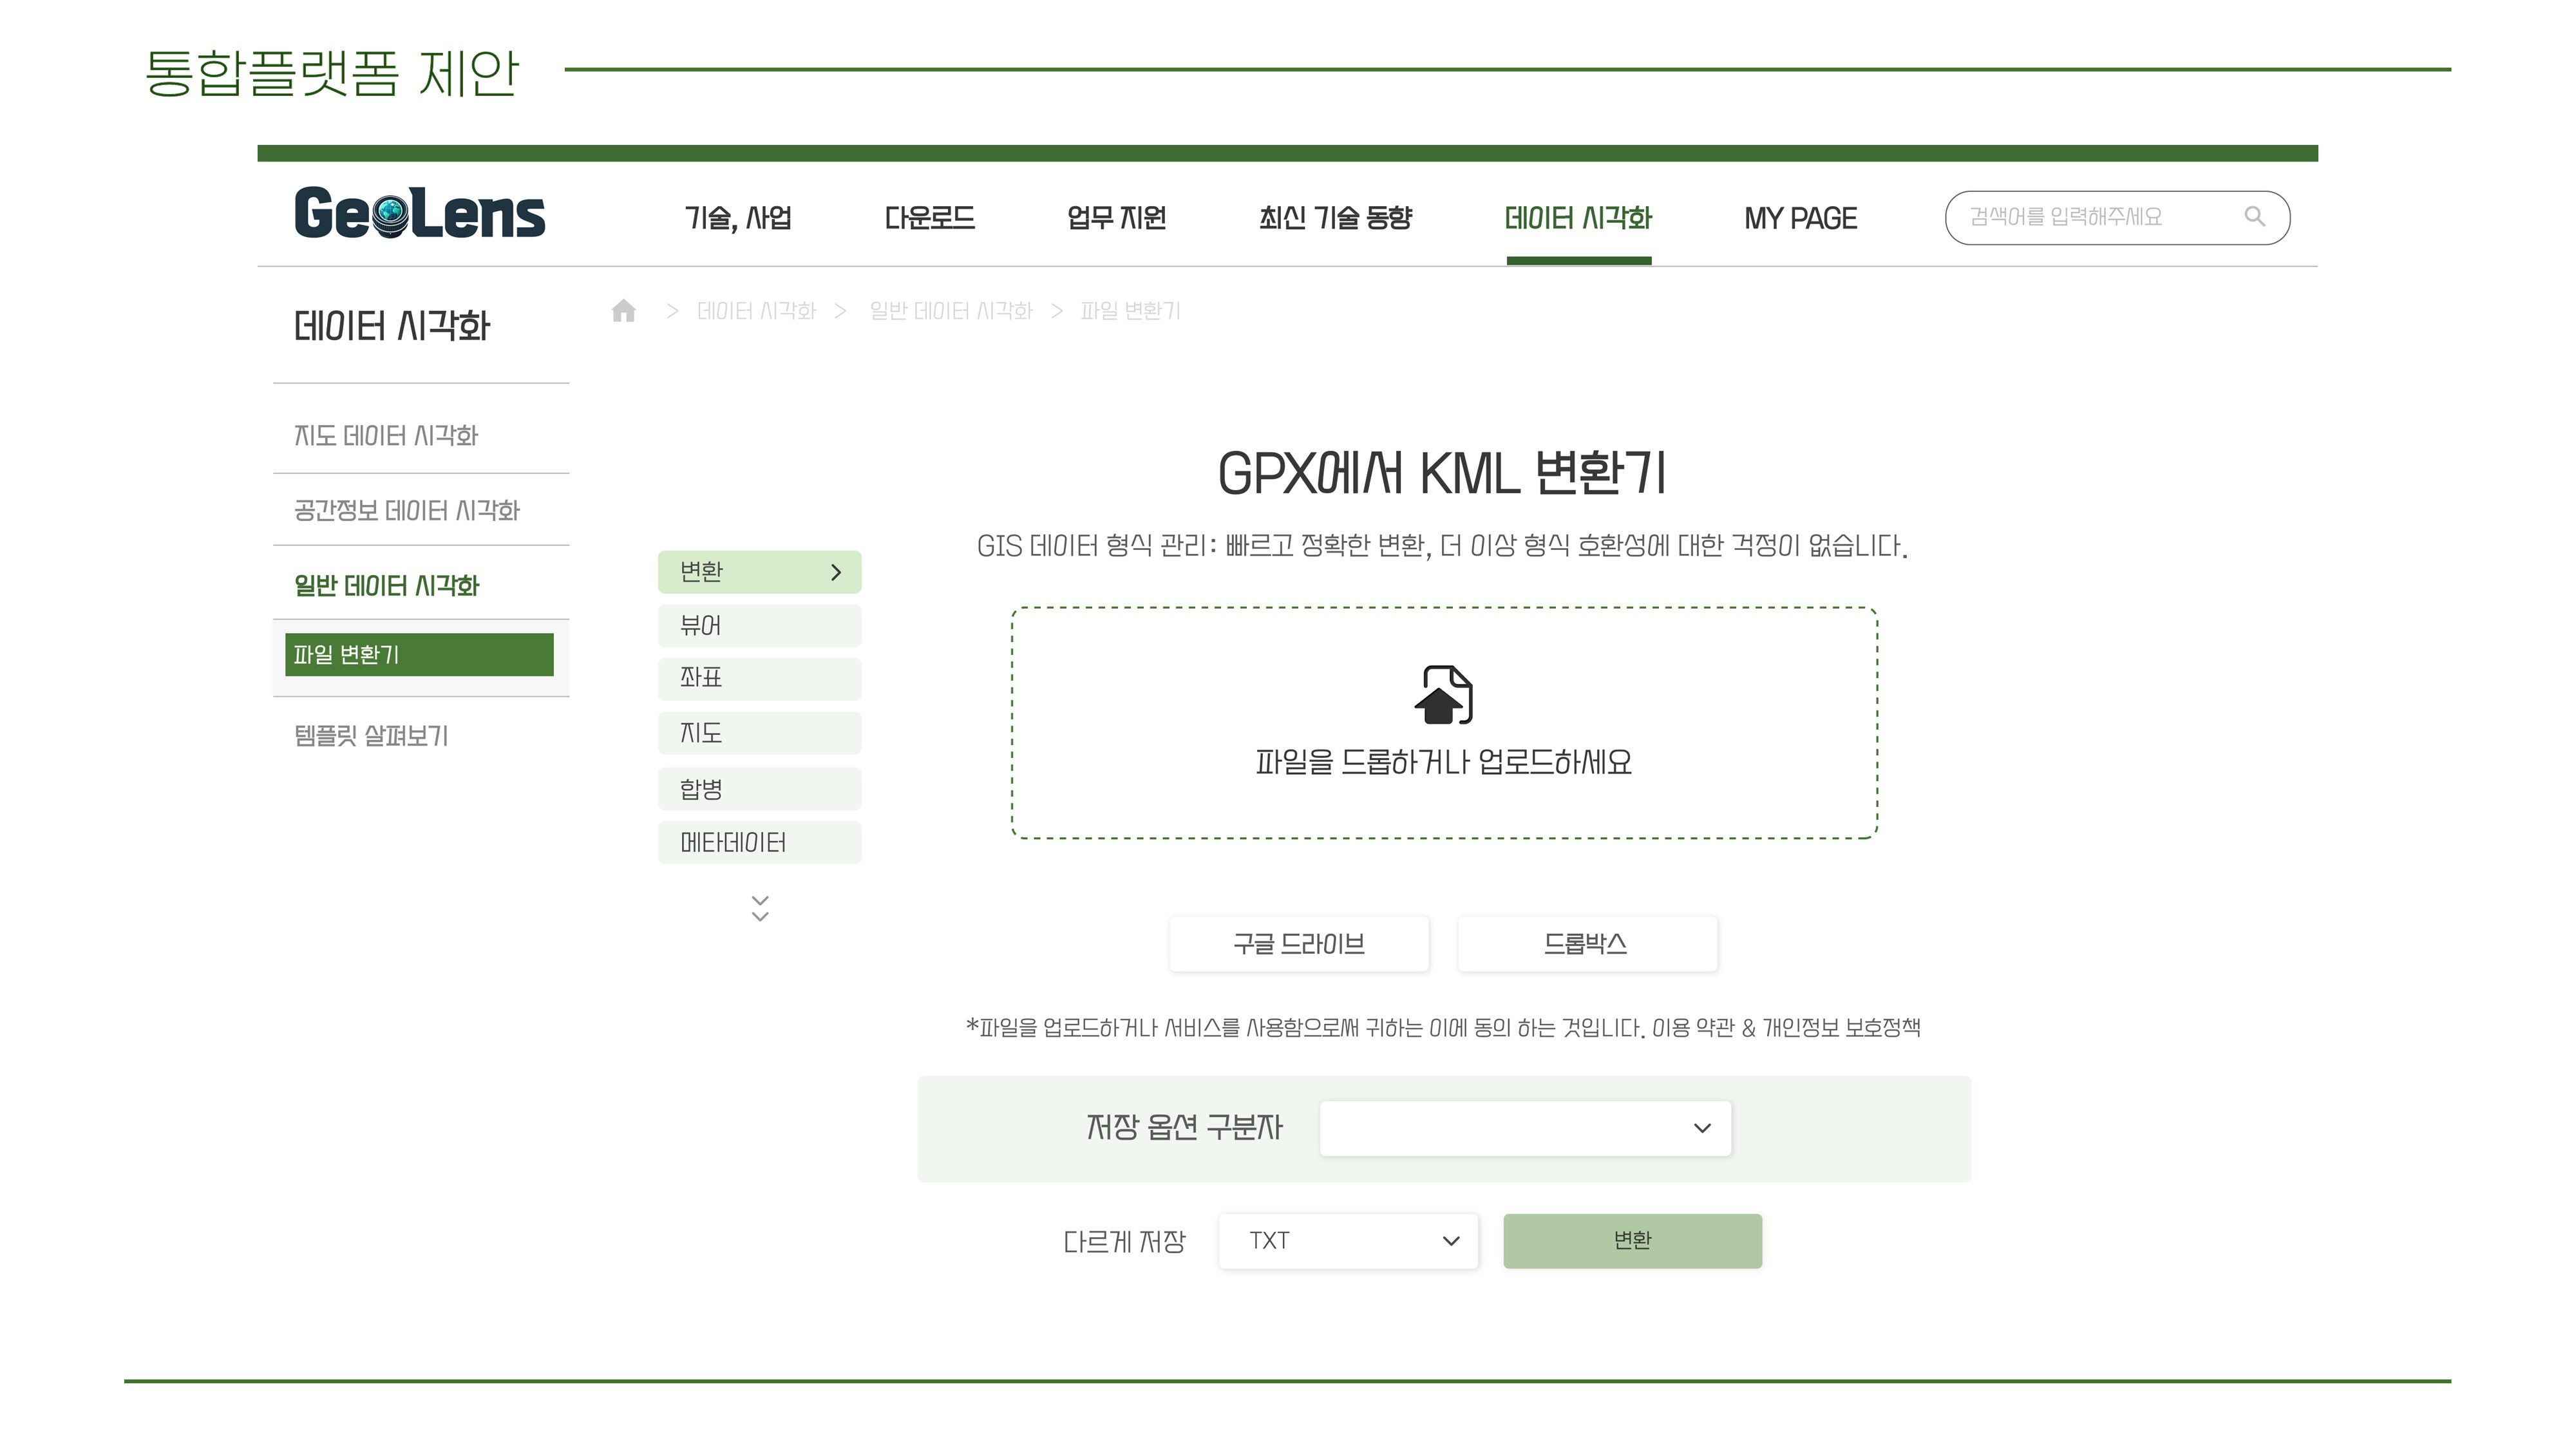 통합플랫폼 제안
GeoLens
기술, 사업
다운로드
업무 지원
최신 기술 동향
데이터 시각화
MY PAGE
검색어를 입력해주세요
데이터 시각화
> 데이터 시각화 > 일반 데이터 시각화 > 파일 변환기
지도 데이터 시각화
공간정보 데이터 시각화
일반 데이터 시각화
파일 변환기
템플릿 살펴보기
변환
뷰어
좌표
지도
합병
메타데이터
GPX에서 KML 변환기
GIS 데이터 형식 관리: 빠르고 정확한 변환, 더 이상 형식 호환성에 대한 걱정이 없습니다.
파일을 드롭하거나 업로드하세요
구글 드라이브
드롭박스
*파일을 업로드하거나 서비스를 사용함으로써 귀하는 이에 동의 하는 것입니다. 이용 약관 & 개인정보 보호정책
저장 옵션 구분자
다르게 저장
TXT
변환